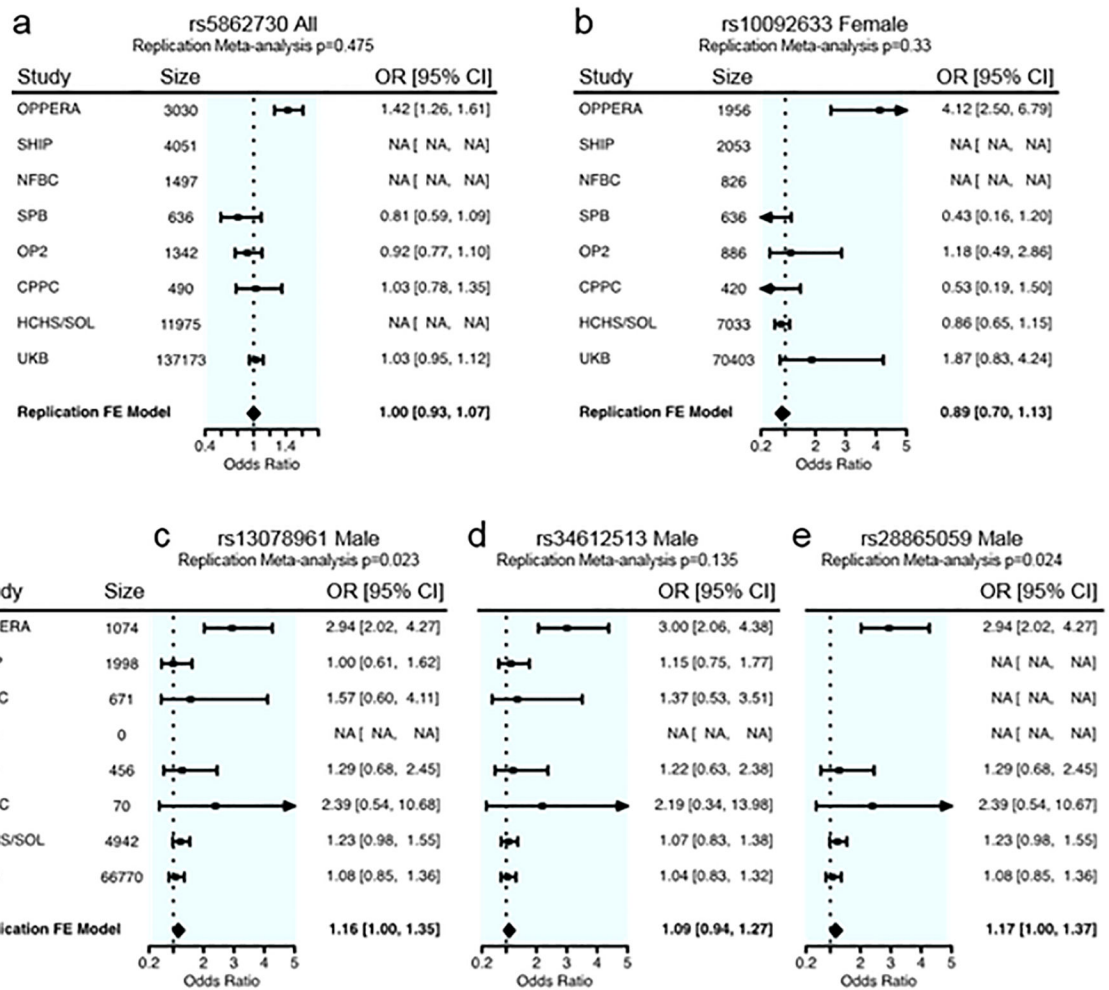 a
rs5862730 All
Replication Meta-analysis p=0.475
Study Size OR [95% CI]
OPPERA 3030 1.42 [1.26, 1.61]
SHIP 4051 NA [ NA, NA]
NFBC 1497 NA [ NA, NA]
SPB 636 0.81 [0.59, 1.09]
OP2 1342 0.92 [0.77, 1.10]
CPPC 490 1.03 [0.78, 1.35]
HCHS/SOL 11975 NA [ NA, NA]
UKB 137173 1.03 [0.95, 1.12]
Replication FE Model 1.00 [0.93, 1.07]
0.4 1 1.4
Odds Ratio
b
rs10092633 Female
Replication Meta-analysis p=0.33
Study Size OR [95% CI]
OPPERA 1956 4.12 [2.50, 6.79]
SHIP 2053 NA [ NA, NA]
NFBC 826 NA [ NA, NA]
SPB 636 0.43 [0.16, 1.20]
OP2 886 1.18 [0.49, 2.86]
CPPC 420 0.53 [0.19, 1.50]
HCHS/SOL 7033 0.86 [0.65, 1.15]
UKB 70403 1.87 [0.83, 4.24]
Replication FE Model 0.89 [0.70, 1.13]
0.2 2 3 4 5
Odds Ratio
c
rs13078961 Male
Replication Meta-analysis p=0.023
dy Size OR [95% CI]
ERA 1074 2.94 [2.02, 4.27]
P 1998 1.00 [0.61, 1.62]
C 671 1.57 [0.60, 4.11]
0 NA [ NA, NA]
456 1.29 [0.68, 2.45]
C 70 2.39 [0.54, 10.68]
S/SOL 4942 1.23 [0.98, 1.55]
66770 1.08 [0.85, 1.36]
lication FE Model 1.16 [1.00, 1.35]
0.2 2 3 4 5
Odds Ratio
d
rs34612513 Male
Replication Meta-analysis p=0.135
OR [95% CI]
3.00 [2.06, 4.38]
1.15 [0.75, 1.77]
1.37 [0.53, 3.51]
NA [ NA, NA]
1.22 [0.63, 2.38]
2.19 [0.34, 13.98]
1.07 [0.83, 1.38]
1.04 [0.83, 1.32]
1.09 [0.94, 1.27]
0.2 2 3 4 5
Odds Ratio
e
rs28865059 Male
Replication Meta-analysis p=0.024
OR [95% CI]
2.94 [2.02, 4.27]
NA [ NA, NA]
NA [ NA, NA]
NA [ NA, NA]
1.29 [0.68, 2.45]
2.39 [0.54, 10.67]
1.23 [0.98, 1.55]
1.08 [0.85, 1.36]
1.17 [1.00, 1.37]
0.2 2 3 4 5
Odds Ratio